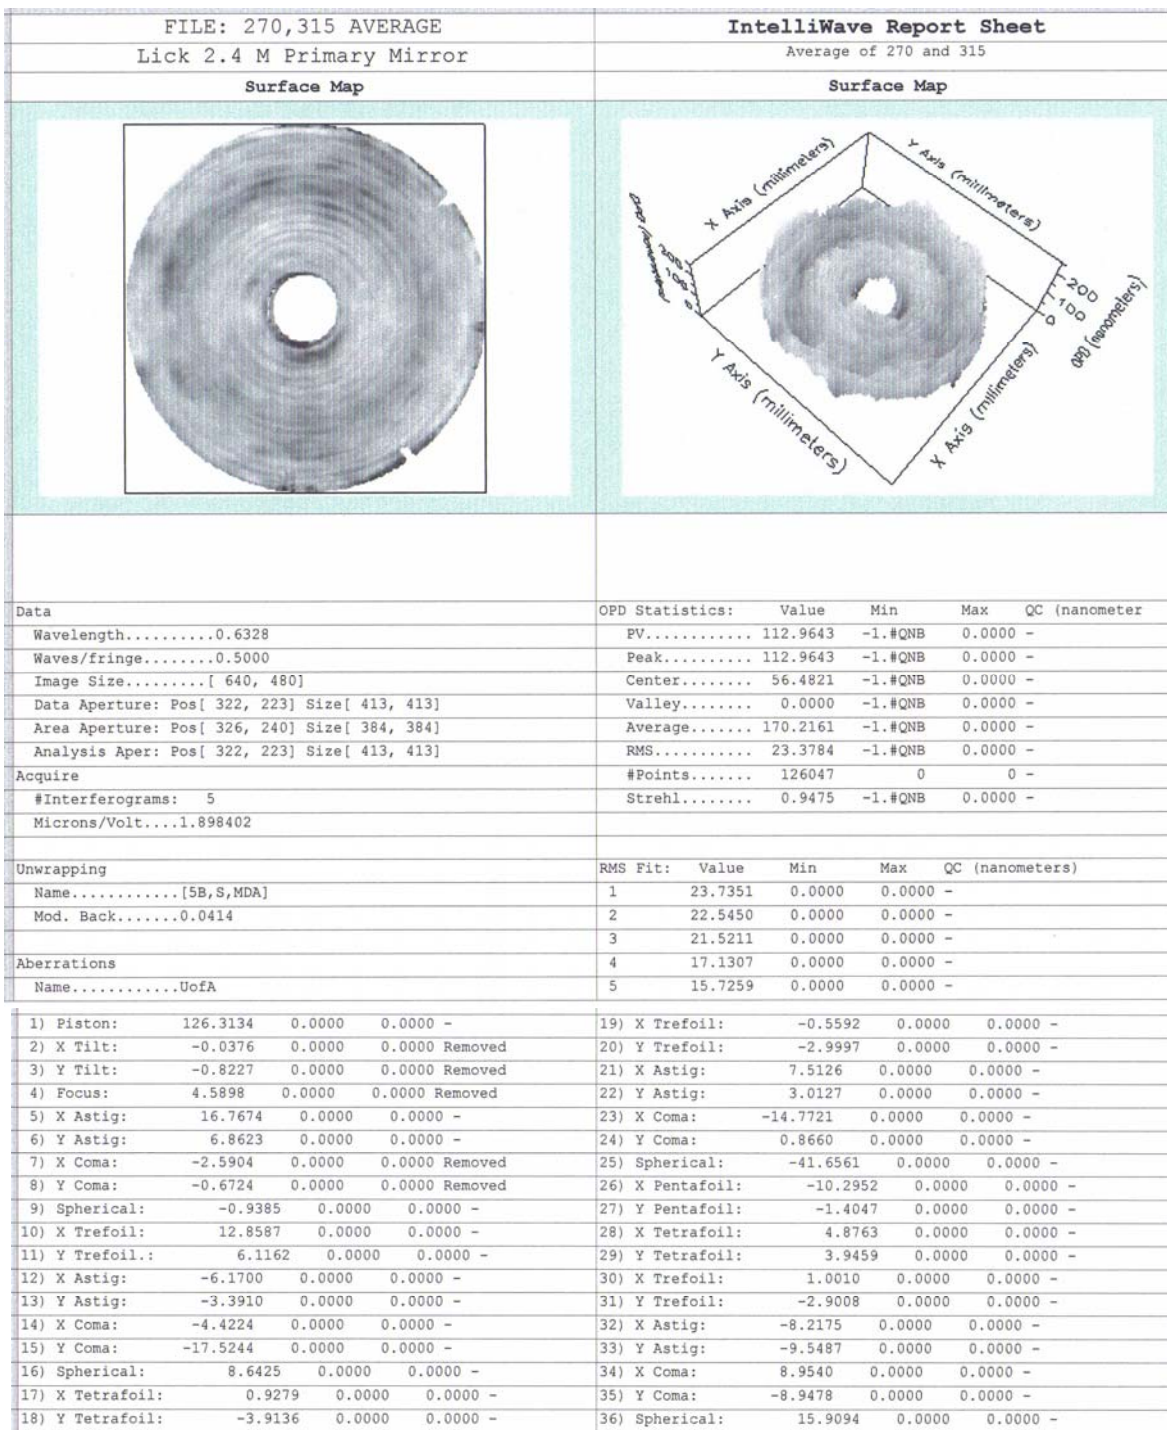 FILE: 270,315 AVERAGE
Lick 2.4 M Primary Mirror
Surface Map
IntelliWave Report Sheet
Average of 270 and 315
Surface Map
X Axis (millimeters)
Y Axis (millimeters)
200
100
0
Y Axis (millimeters)
X Axis (millimeters)
200
100
0
OPD (nanometers)
Data
Wavelength..........0.6328
Waves/fringe........0.5000
Image Size.........[ 640, 480]
Data Aperture: Pos[ 322, 223] Size[ 413, 413]
Area Aperture: Pos[ 326, 240] Size[ 384, 384]
Analysis Aper: Pos[ 322, 223] Size[ 413, 413]
Acquire
#Interferograms: 5
Microns/Volt....1.898402
Unwrapping
Name............[5B,S,MDA]
Mod. Back.......0.0414
Aberrations
Name............UofA
OPD Statistics: Value Min Max QC (nanometer
PV............ 112.9643 -1.#QNB 0.0000 -
Peak.......... 112.9643 -1.#QNB 0.0000 -
Center........ 56.4821 -1.#QNB 0.0000 -
Valley........ 0.0000 -1.#QNB 0.0000 -
Average....... 170.2161 -1.#QNB 0.0000 -
RMS........... 23.3784 -1.#QNB 0.0000 -
#Points....... 126047 0 0 -
Strehl........ 0.9475 -1.#QNB 0.0000 -
RMS Fit: Value Min Max QC (nanometers)
1 23.7351 0.0000 0.0000 -
2 22.5450 0.0000 0.0000 -
3 21.5211 0.0000 0.0000 -
4 17.1307 0.0000 0.0000 -
5 15.7259 0.0000 0.0000 -
1) Piston: 126.3134 0.0000 0.0000 -
2) X Tilt: -0.0376 0.0000 0.0000 Removed
3) Y Tilt: -0.8227 0.0000 0.0000 Removed
4) Focus: 4.5898 0.0000 0.0000 Removed
5) X Astig: 16.7674 0.0000 0.0000 -
6) Y Astig: 6.8623 0.0000 0.0000 -
7) X Coma: -2.5904 0.0000 0.0000 Removed
8) Y Coma: -0.6724 0.0000 0.0000 Removed
9) Spherical: -0.9385 0.0000 0.0000 -
10) X Trefoil: 12.8587 0.0000 0.0000 -
11) Y Trefoil.: 6.1162 0.0000 0.0000 -
12) X Astig: -6.1700 0.0000 0.0000 -
13) Y Astig: -3.3910 0.0000 0.0000 -
14) X Coma: -4.4224 0.0000 0.0000 -
15) Y Coma: -17.5244 0.0000 0.0000 -
16) Spherical: 8.6425 0.0000 0.0000 -
17) X Tetrafoil: 0.9279 0.0000 0.0000 -
18) Y Tetrafoil: -3.9136 0.0000 0.0000 -
19) X Trefoil: -0.5592 0.0000 0.0000 -
20) Y Trefoil: -2.9997 0.0000 0.0000 -
21) X Astig: 7.5126 0.0000 0.0000 -
22) Y Astig: 3.0127 0.0000 0.0000 -
23) X Coma: -14.7721 0.0000 0.0000 -
24) Y Coma: 0.8660 0.0000 0.0000 -
25) Spherical: -41.6561 0.0000 0.0000 -
26) X Pentafoil: -10.2952 0.0000 0.0000 -
27) Y Pentafoil: -1.4047 0.0000 0.0000 -
28) X Tetrafoil: 4.8763 0.0000 0.0000 -
29) Y Tetrafoil: 3.9459 0.0000 0.0000 -
30) X Trefoil: 1.0010 0.0000 0.0000 -
31) Y Trefoil: -2.9008 0.0000 0.0000 -
32) X Astig: -8.2175 0.0000 0.0000 -
33) Y Astig: -9.5487 0.0000 0.0000 -
34) X Coma: 8.9540 0.0000 0.0000 -
35) Y Coma: -8.9478 0.0000 0.0000 -
36) Spherical: 15.9094 0.0000 0.0000 -